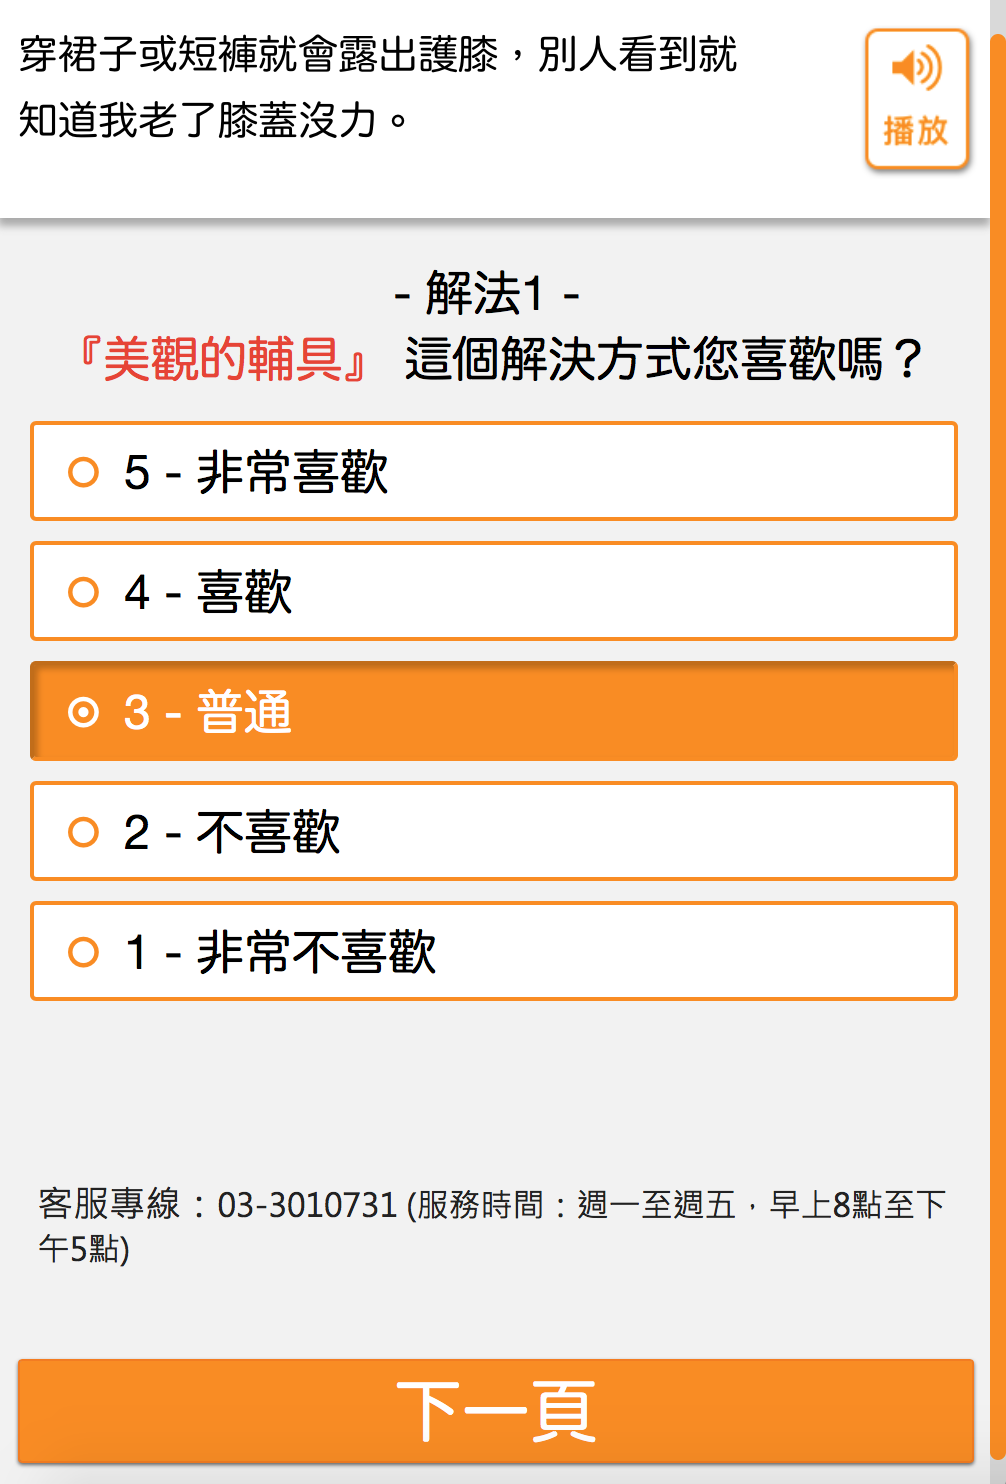 穿裙子或短褲就會露出護膝，別人看到就
知道我老了膝蓋沒力。
播放
- 解法1 -
『美觀的輔具』 這個解決方式您喜歡嗎？
5 - 非常喜歡
4 - 喜歡
3 - 普通
2 - 不喜歡
1 - 非常不喜歡
客服專線：03-3010731 (服務時間：週一至週五，早上8點至下
午5點)
下一頁